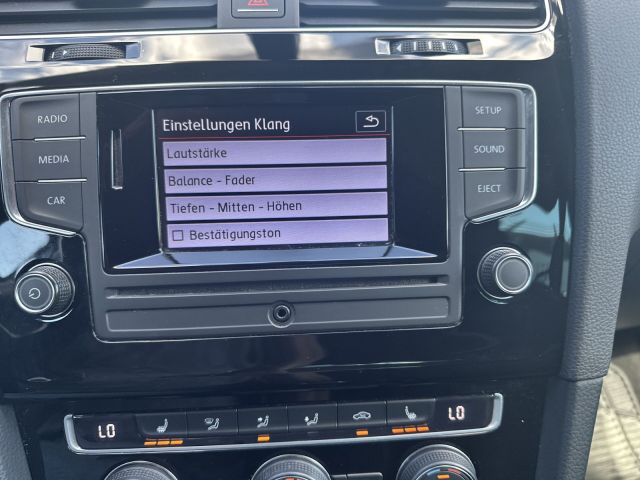 RADIO
MEDIA
CAR
Einstellungen Klang
Lautstärke
Balance - Fader
Tiefen - Mitten - Höhen
Bestätigungston
SETUP
SOUND
EJECT
LO
LO